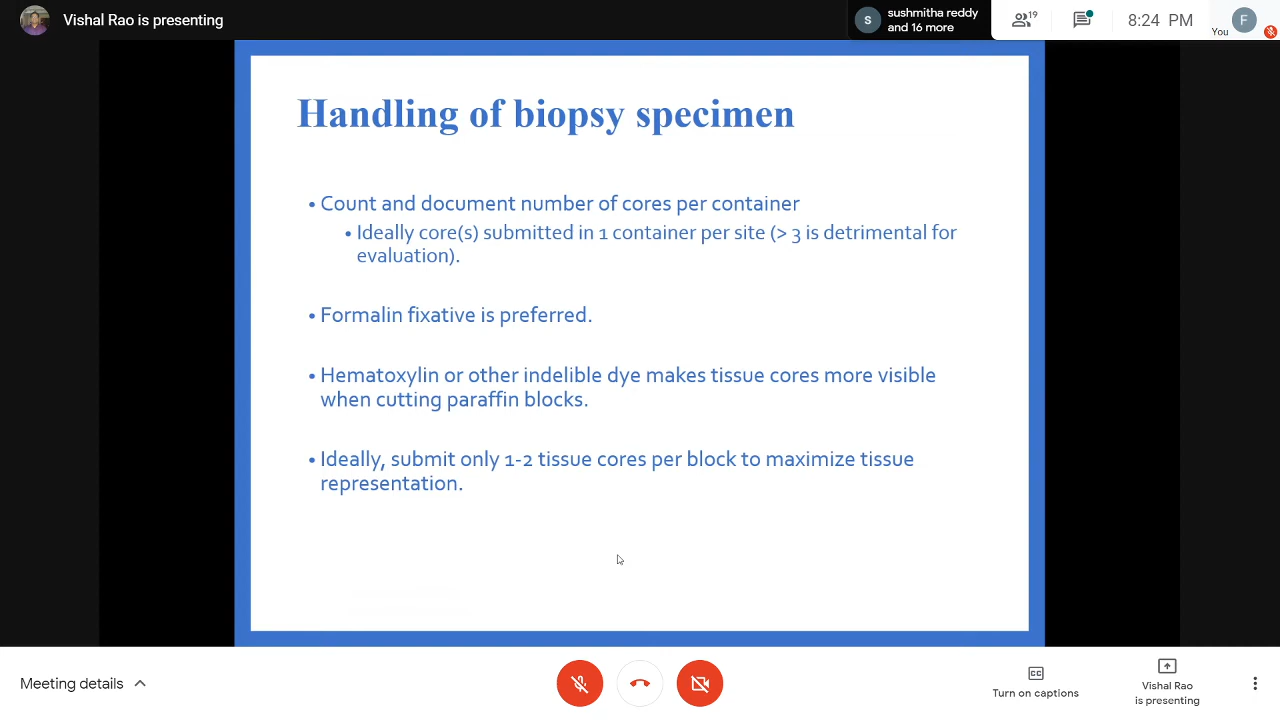 Vishal Rao is presenting
S
sushmitha reddy
and 16 more
19
8:24 PM
You
F
Handling of biopsy specimen
• Count and document number of cores per container
• Ideally core(s) submitted in 1 container per site (> 3 is detrimental for
evaluation).
• Formalin fixative is preferred.
• Hematoxylin or other indelible dye makes tissue cores more visible
when cutting paraffin blocks.
• Ideally, submit only 1-2 tissue cores per block to maximize tissue
representation.
Meeting details
CC
Turn on captions
Vishal Rao
is presenting